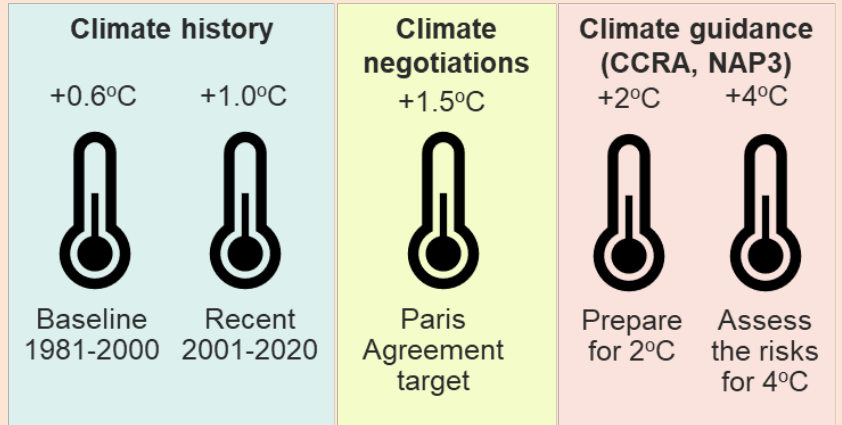 Climate history
+0.6ºC
+1.0ºC
Baseline
1981-2000
Recent
2001-2020
Climate
negotiations
+1.5ºC
Paris
Agreement
target
Climate guidance
(CCRA, NAP3)
+2ºC
+4ºC
Prepare
for 2ºC
Assess
the risks
for 4ºC